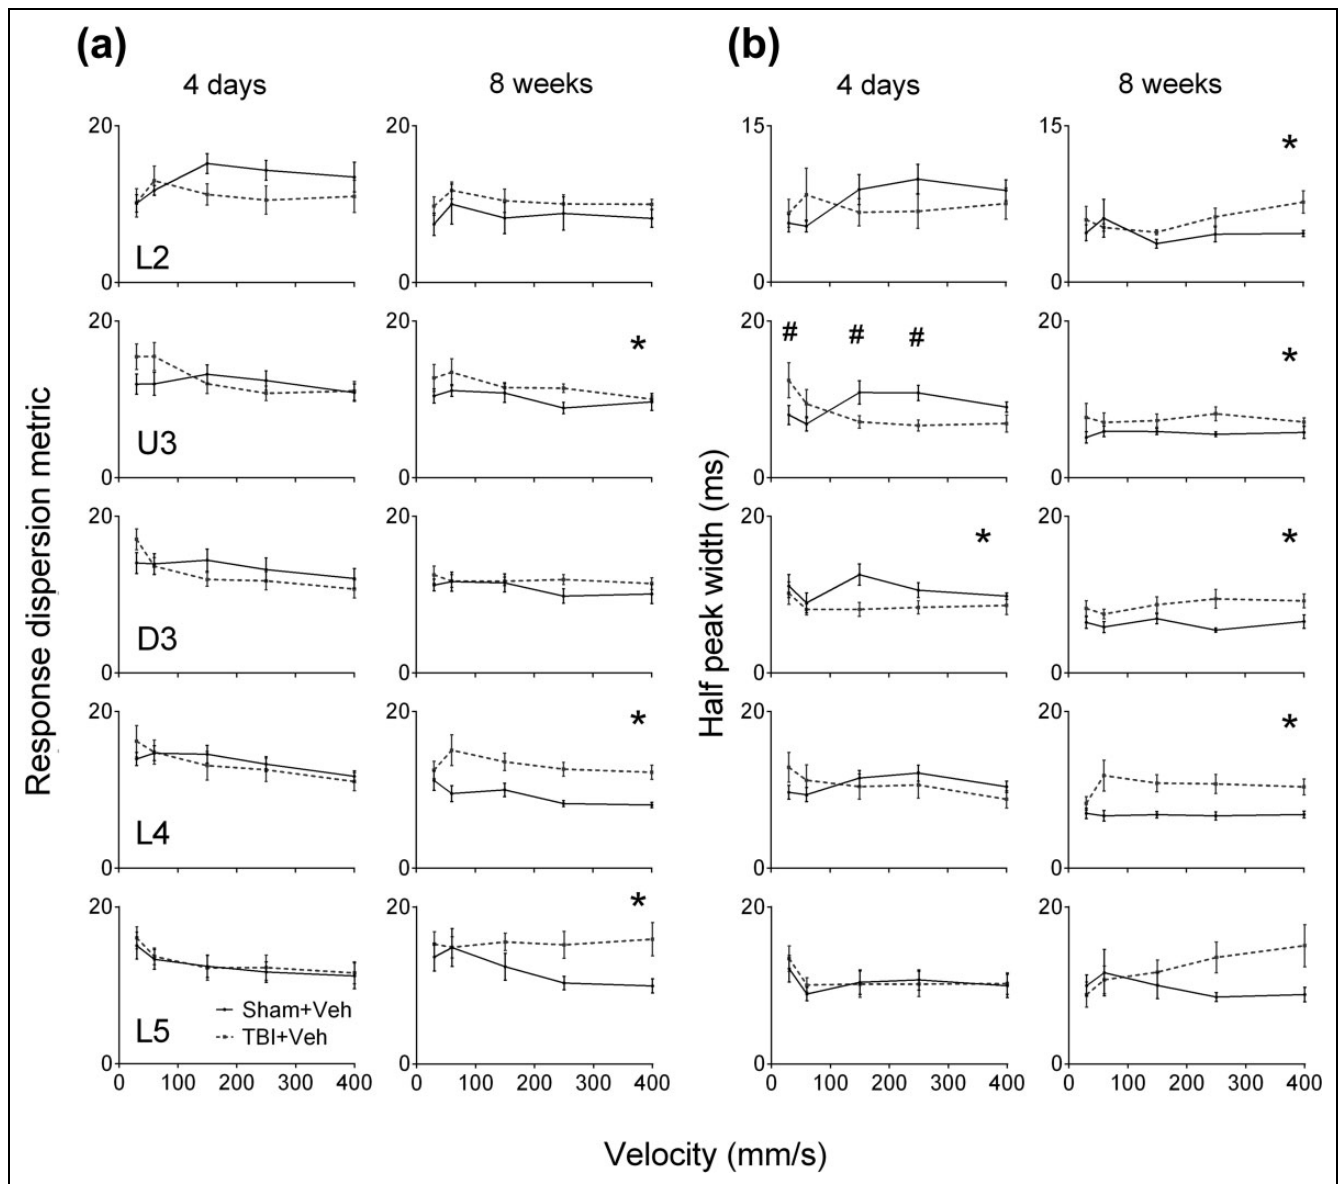 (a)
(b)
4 days
8 weeks
4 days
8 weeks
Response dispersion metric
Half peak width (ms)
20
0
L2
20
0
15
0
15
0
*
20
0
U3
20
0
*
20
0
# # #
20
0
*
20
0
D3
20
0
20
0
*
20
0
*
20
0
L4
20
0
*
20
0
20
0
*
20
0
L5
Sham+Veh
TBI+Veh
20
0
*
20
0
20
0
0 100 200 300 400
0 100 200 300 400
0 100 200 300 400
0 100 200 300 400
Velocity (mm/s)